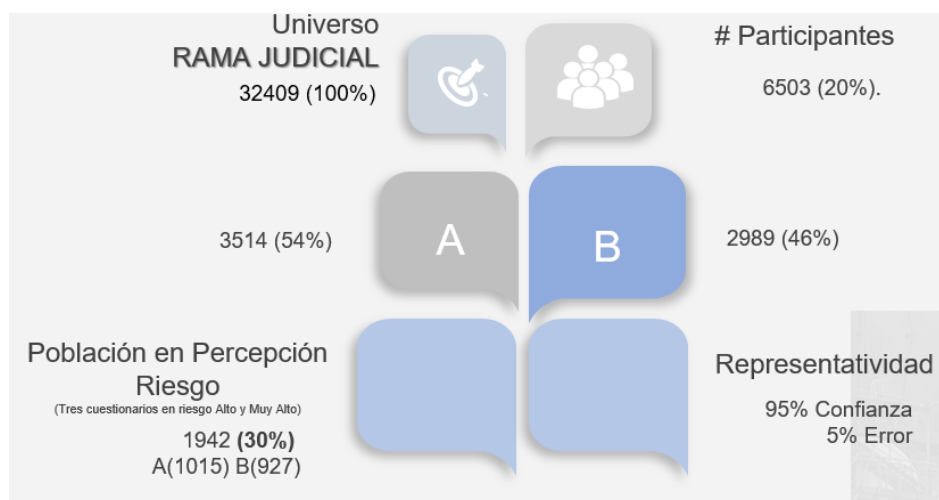 Universo
RAMA JUDICIAL
32409 (100%)
# Participantes
6503 (20%).
3514 (54%)
A
B
2989 (46%)
Población en Percepción
Riesgo
(Tres cuestionarios en riesgo Alto y Muy Alto)
1942 (30%)
A(1015) B(927)
Representatividad
95% Confianza
5% Error